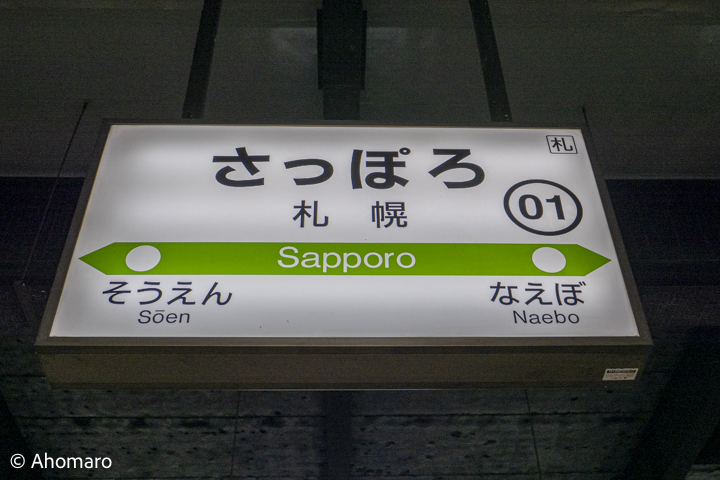 さっぽろ
札
札幌
01
Sapporo
そうえん
なえぼ
Sōen
Naebo
© Ahomaro